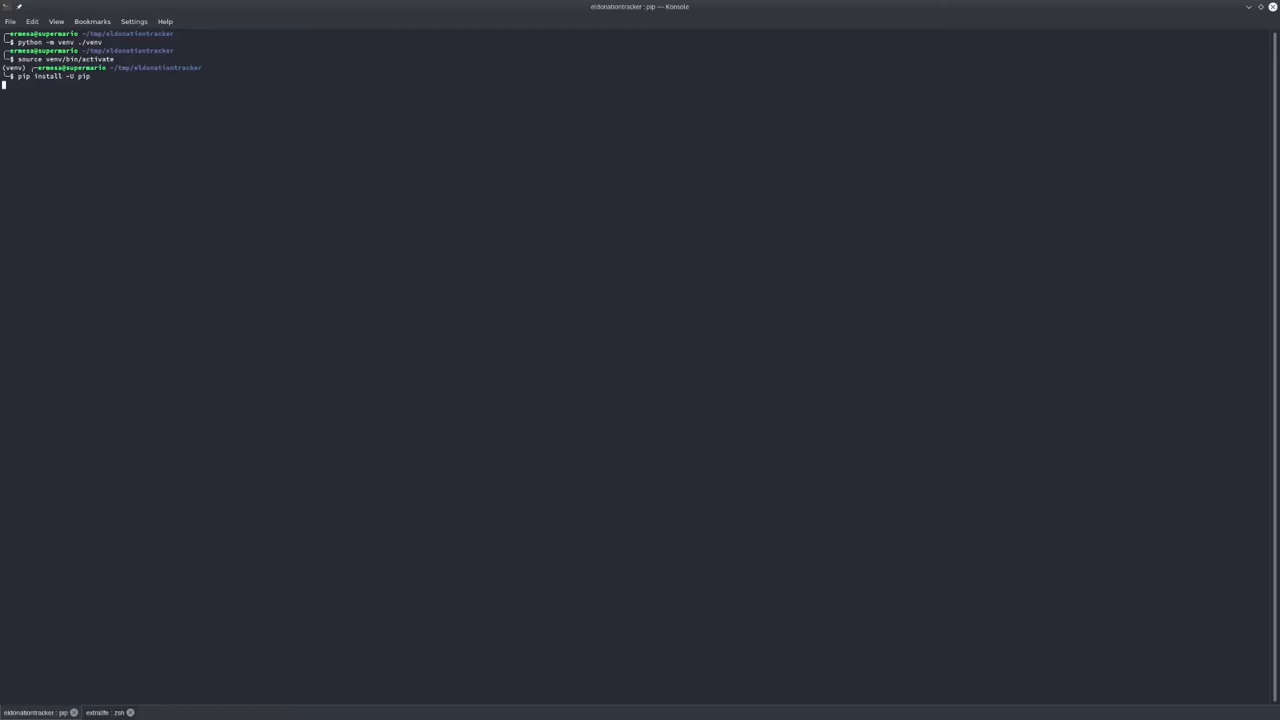 eldonationtracker : pip — Konsole
File Edit View Bookmarks Settings Help
╭─ermesa@supermario ~/tmp/eldonationtracker
╰─$ python -m venv ./venv
╭─ermesa@supermario ~/tmp/eldonationtracker
╰─$ source venv/bin/activate
(venv) ╭─ermesa@supermario ~/tmp/eldonationtracker
╰─$ pip install -U pip
eldonationtracker : pip extralife : zsh